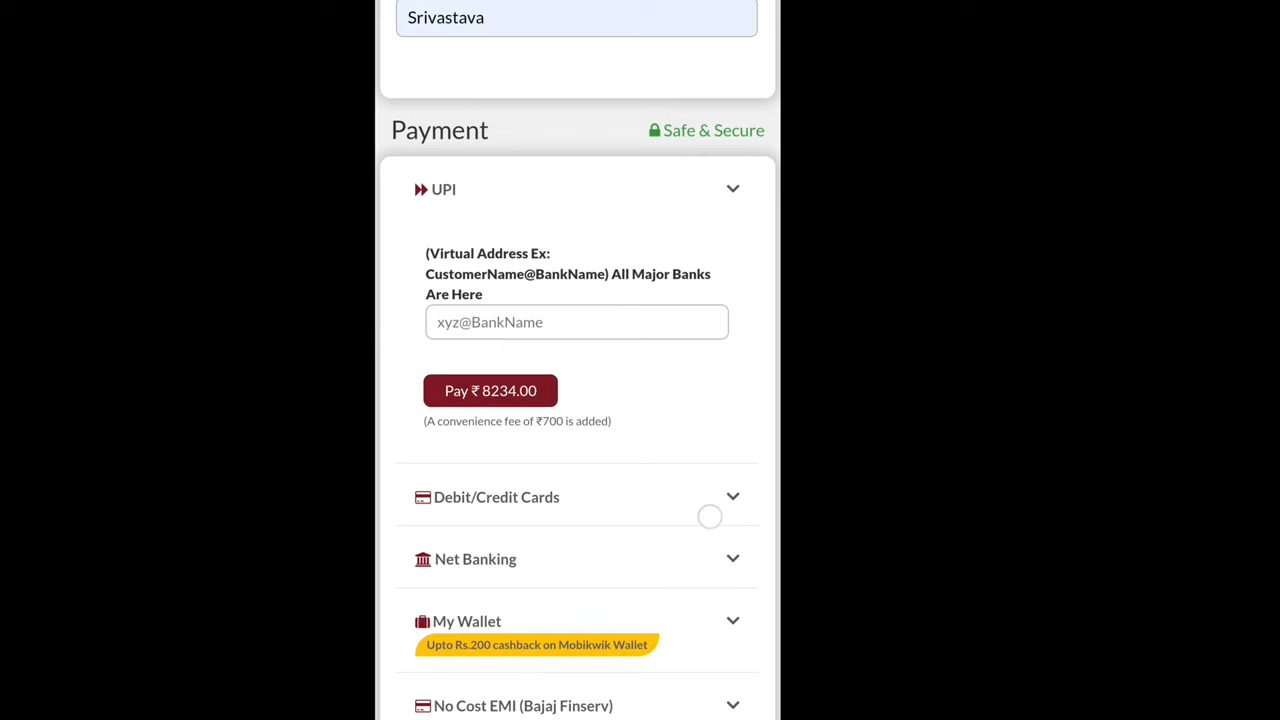 Srivastava
Payment
Safe & Secure
UPI
(Virtual Address Ex:
CustomerName@BankName) All Major Banks
Are Here
xyz@BankName
Pay ₹ 8234.00
(A convenience fee of ₹700 is added)
Debit/Credit Cards
Net Banking
My Wallet
Upto Rs.200 cashback on Mobikwik Wallet
No Cost EMI (Bajaj Finserv)